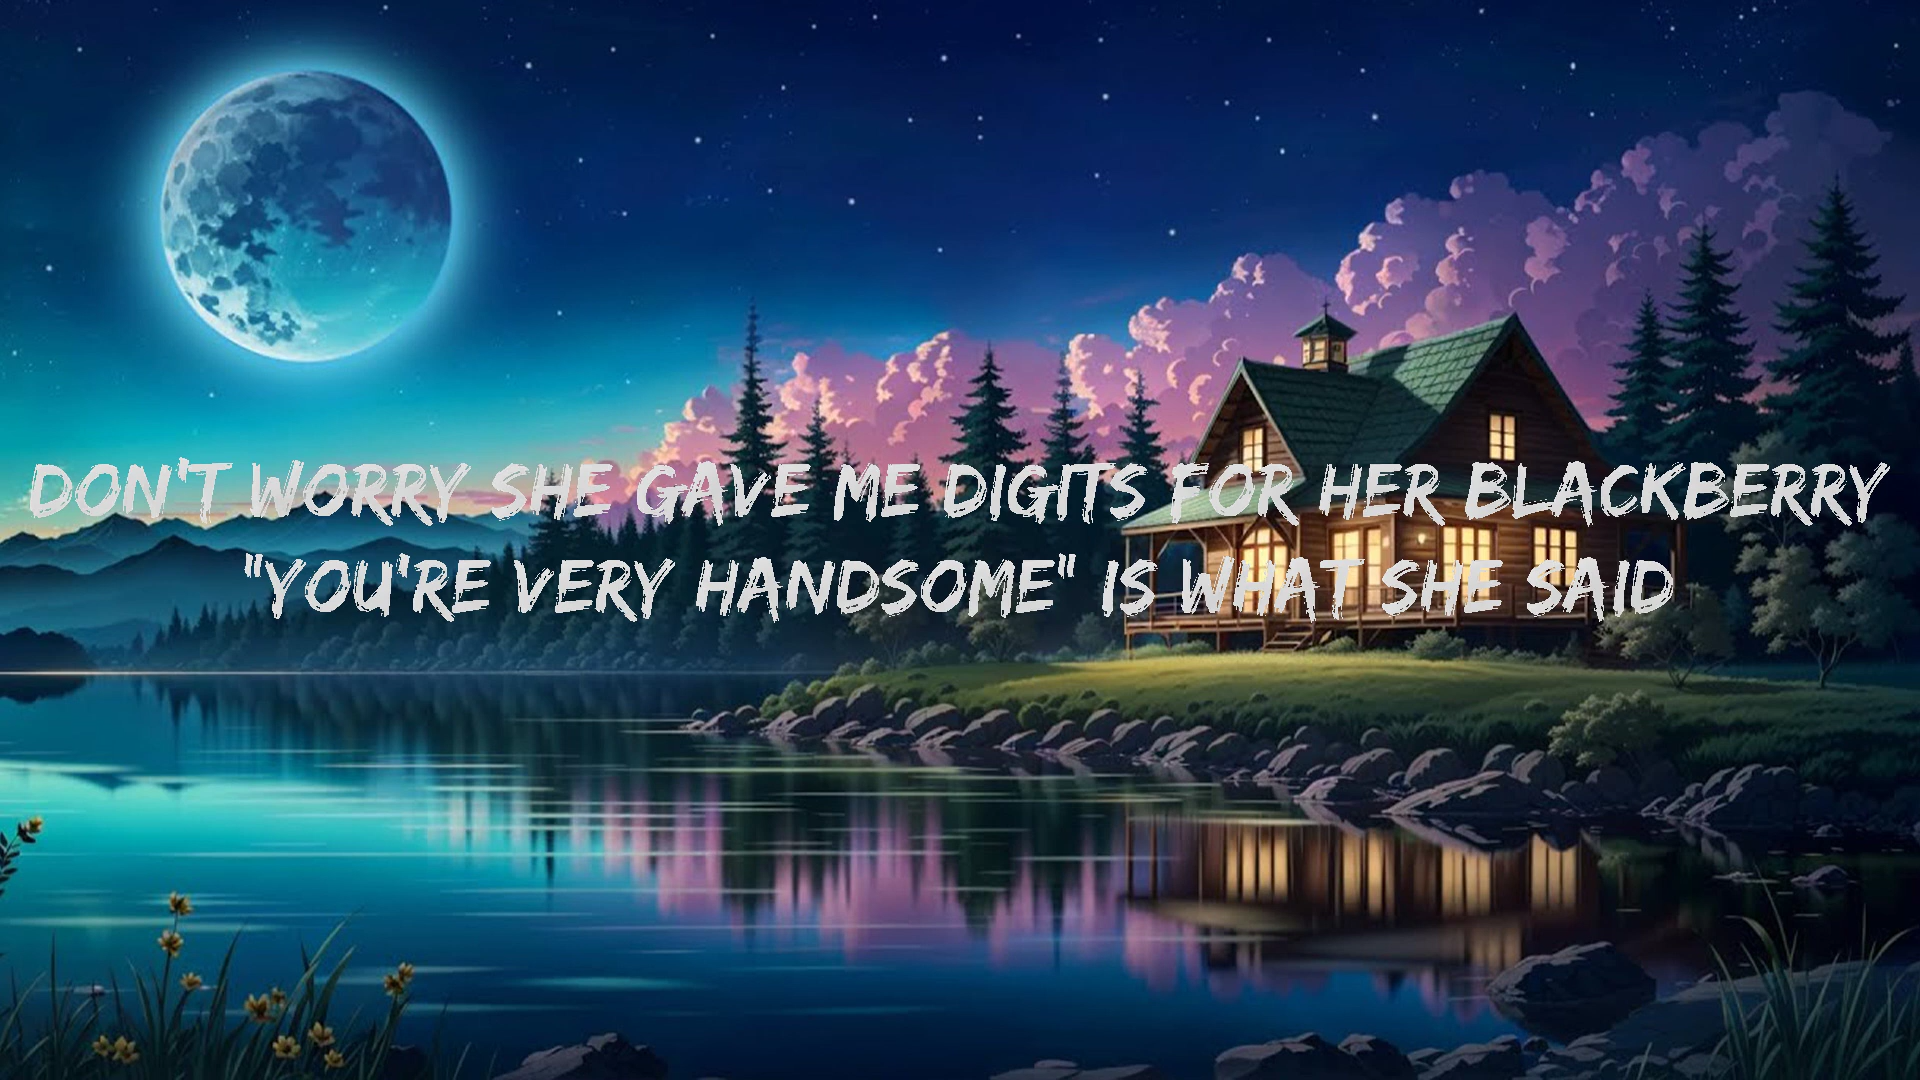 DON'T WORRY SHE GAVE ME DIGITS FOR HER BLACKBERRY
"YOU'RE VERY HANDSOME" IS WHAT SHE SAID